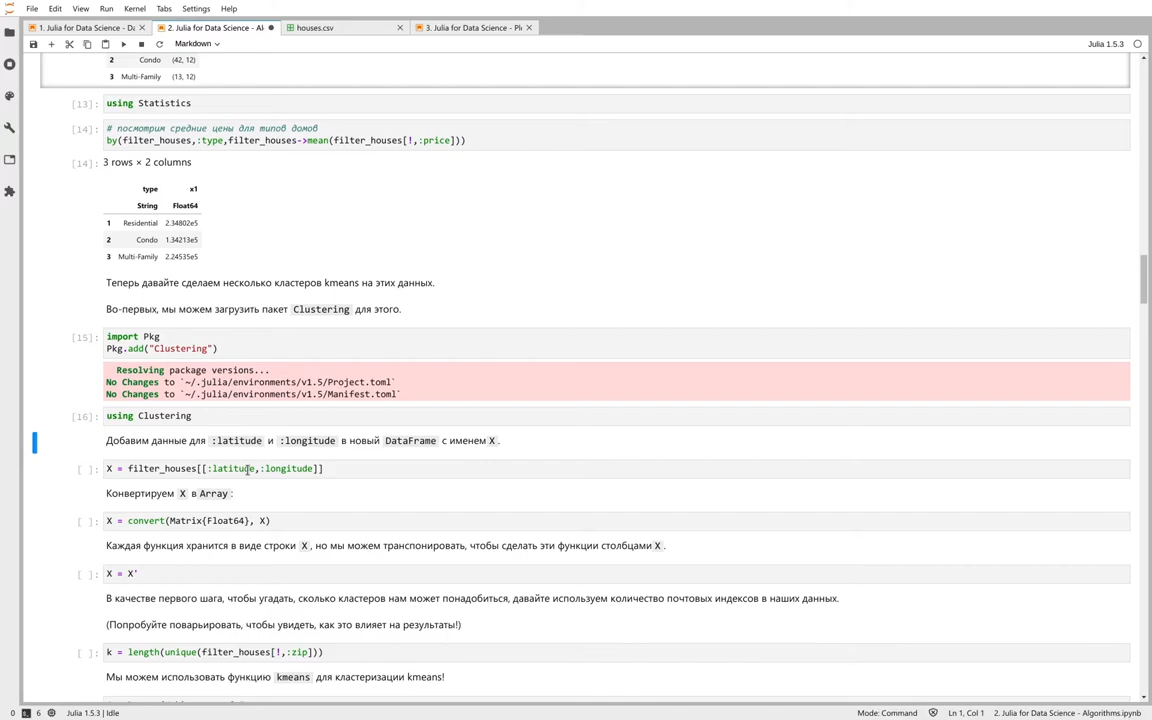 File Edit View Run Kernel Tabs Settings Help
1. Julia for Data Science - Da
2. Julia for Data Science - Al
houses.csv
3. Julia for Data Science - Plo
Markdown
Julia 1.5.3
2 Condo (42, 12)
3 Multi-Family (13, 12)
[13]: using Statistics
[14]: # посмотрим средние цены для типов домов
by(filter_houses,:type,filter_houses->mean(filter_houses[!,:price]))
[14]: 3 rows × 2 columns
type x1
String Float64
1 Residential 2.34802e5
2 Condo 1.34213e5
3 Multi-Family 2.24535e5
Теперь давайте сделаем несколько кластеров kmeans на этих данных.
Во-первых, мы можем загрузить пакет Clustering для этого.
[15]: import Pkg
Pkg.add("Clustering")
Resolving package versions...
No Changes to `~/.julia/environments/v1.5/Project.toml`
No Changes to `~/.julia/environments/v1.5/Manifest.toml`
[16]: using Clustering
Добавим данные для :latitude и :longitude в новый DataFrame с именем X.
[ ]: X = filter_houses[[:latitude,:longitude]]
Конвертируем X в Array:
[ ]: X = convert(Matrix{Float64}, X)
Каждая функция хранится в виде строки X, но мы можем транспонировать, чтобы сделать эти функции столбцами X.
[ ]: X = X'
В качестве первого шага, чтобы угадать, сколько кластеров нам может понадобиться, давайте используем количество почтовых индексов в наших данных.
(Попробуйте поварьировать, чтобы увидеть, как это влияет на результаты!)
[ ]: k = length(unique(filter_houses[!,:zip]))
Мы можем использовать функцию kmeans для кластеризации kmeans!
0 6 Julia 1.5.3 | Idle
Mode: Command Ln 1, Col 1 2. Julia for Data Science - Algorithms.ipynb